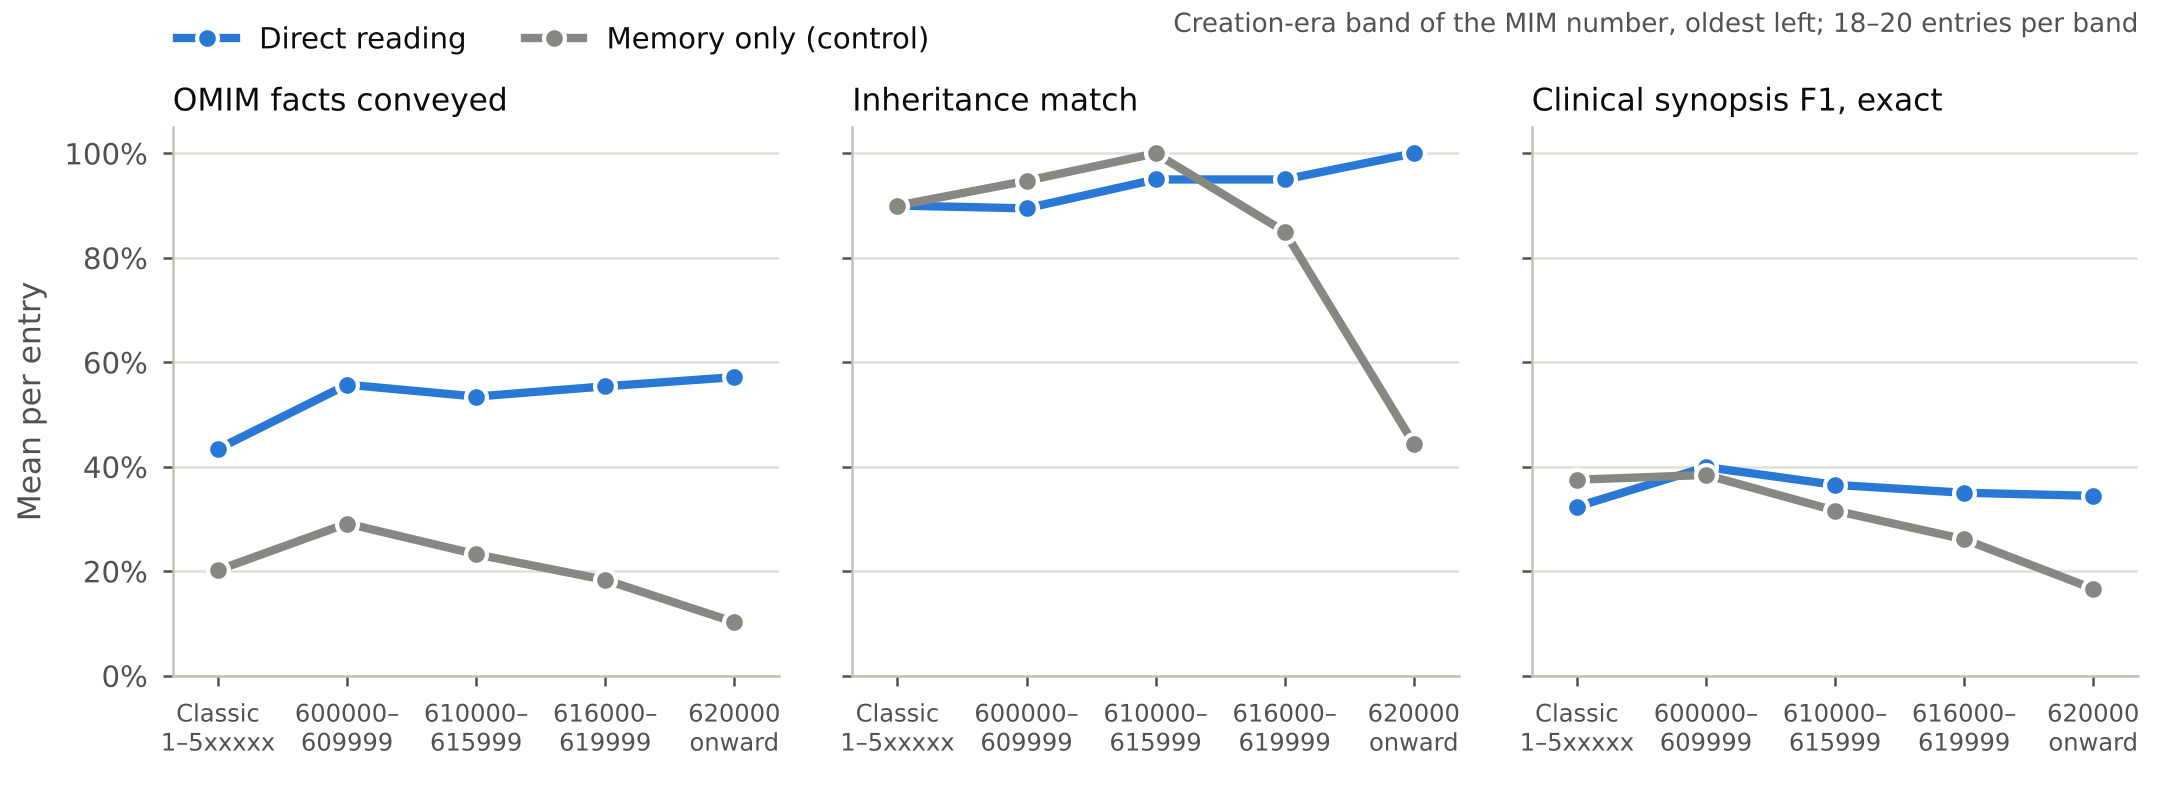 Direct reading
Memory only (control)
Creation-era band of the MIM number, oldest left; 18–20 entries per band
OMIM facts conveyed
Inheritance match
Clinical synopsis F1, exact
Mean per entry
100%
80%
60%
40%
20%
0%
Classic
1–5xxxxx
600000–
609999
610000–
615999
616000–
619999
620000
onward
Classic
1–5xxxxx
600000–
609999
610000–
615999
616000–
619999
620000
onward
Classic
1–5xxxxx
600000–
609999
610000–
615999
616000–
619999
620000
onward